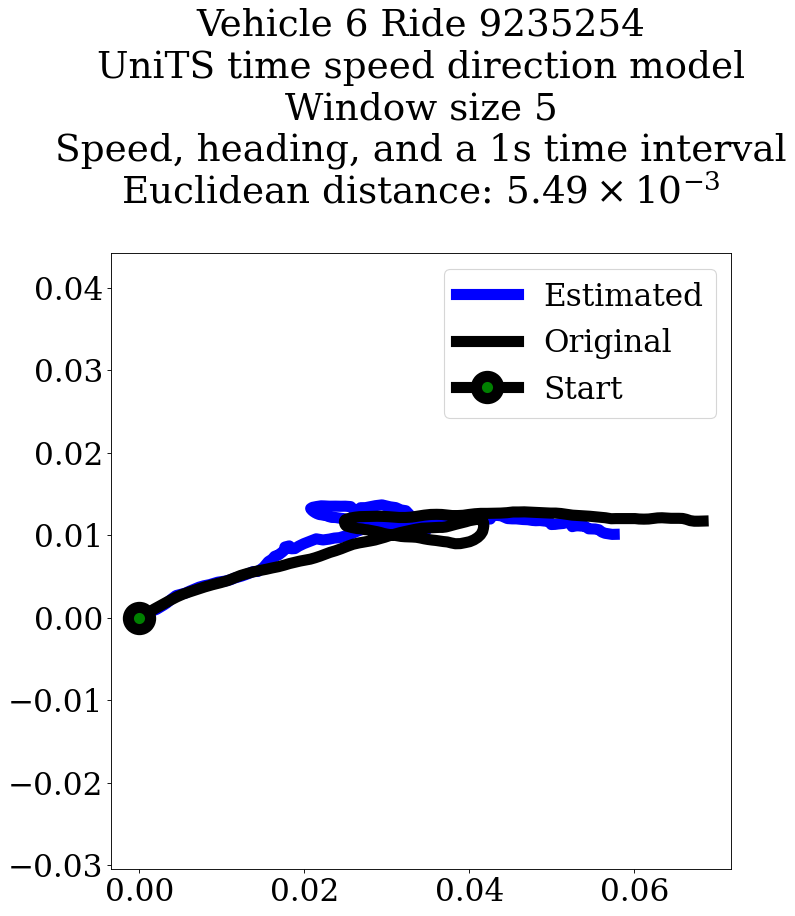 Vehicle 6 Ride 9235254
UniTS time speed direction model
Window size 5
Speed, heading, and a 1s time interval
Euclidean distance: 5.49 × 10⁻³
Estimated
Original
Start
0.04
0.03
0.02
0.01
0.00
−0.01
−0.02
−0.03
0.00 0.02 0.04 0.06